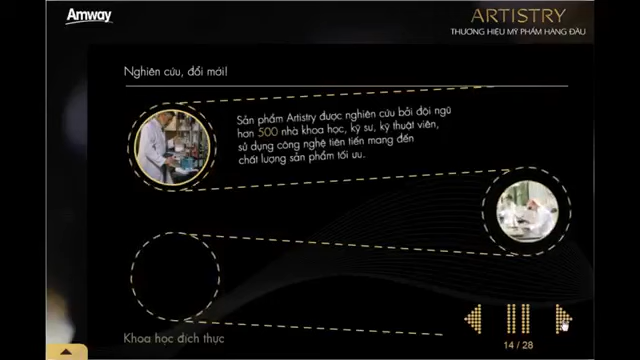 Amway
ARTISTRY
THƯƠNG HIỆU MỸ PHẨM HÀNG ĐẦU
Nghiên cứu, đổi mới!
Sản phẩm Artistry được nghiên cứu bởi đội ngũ
hơn 500 nhà khoa học, kỹ sư, kỹ thuật viên,
sử dụng công nghệ tiên tiến mang đến
chất lượng sản phẩm tối ưu.
Khoa học đích thực
14 / 28